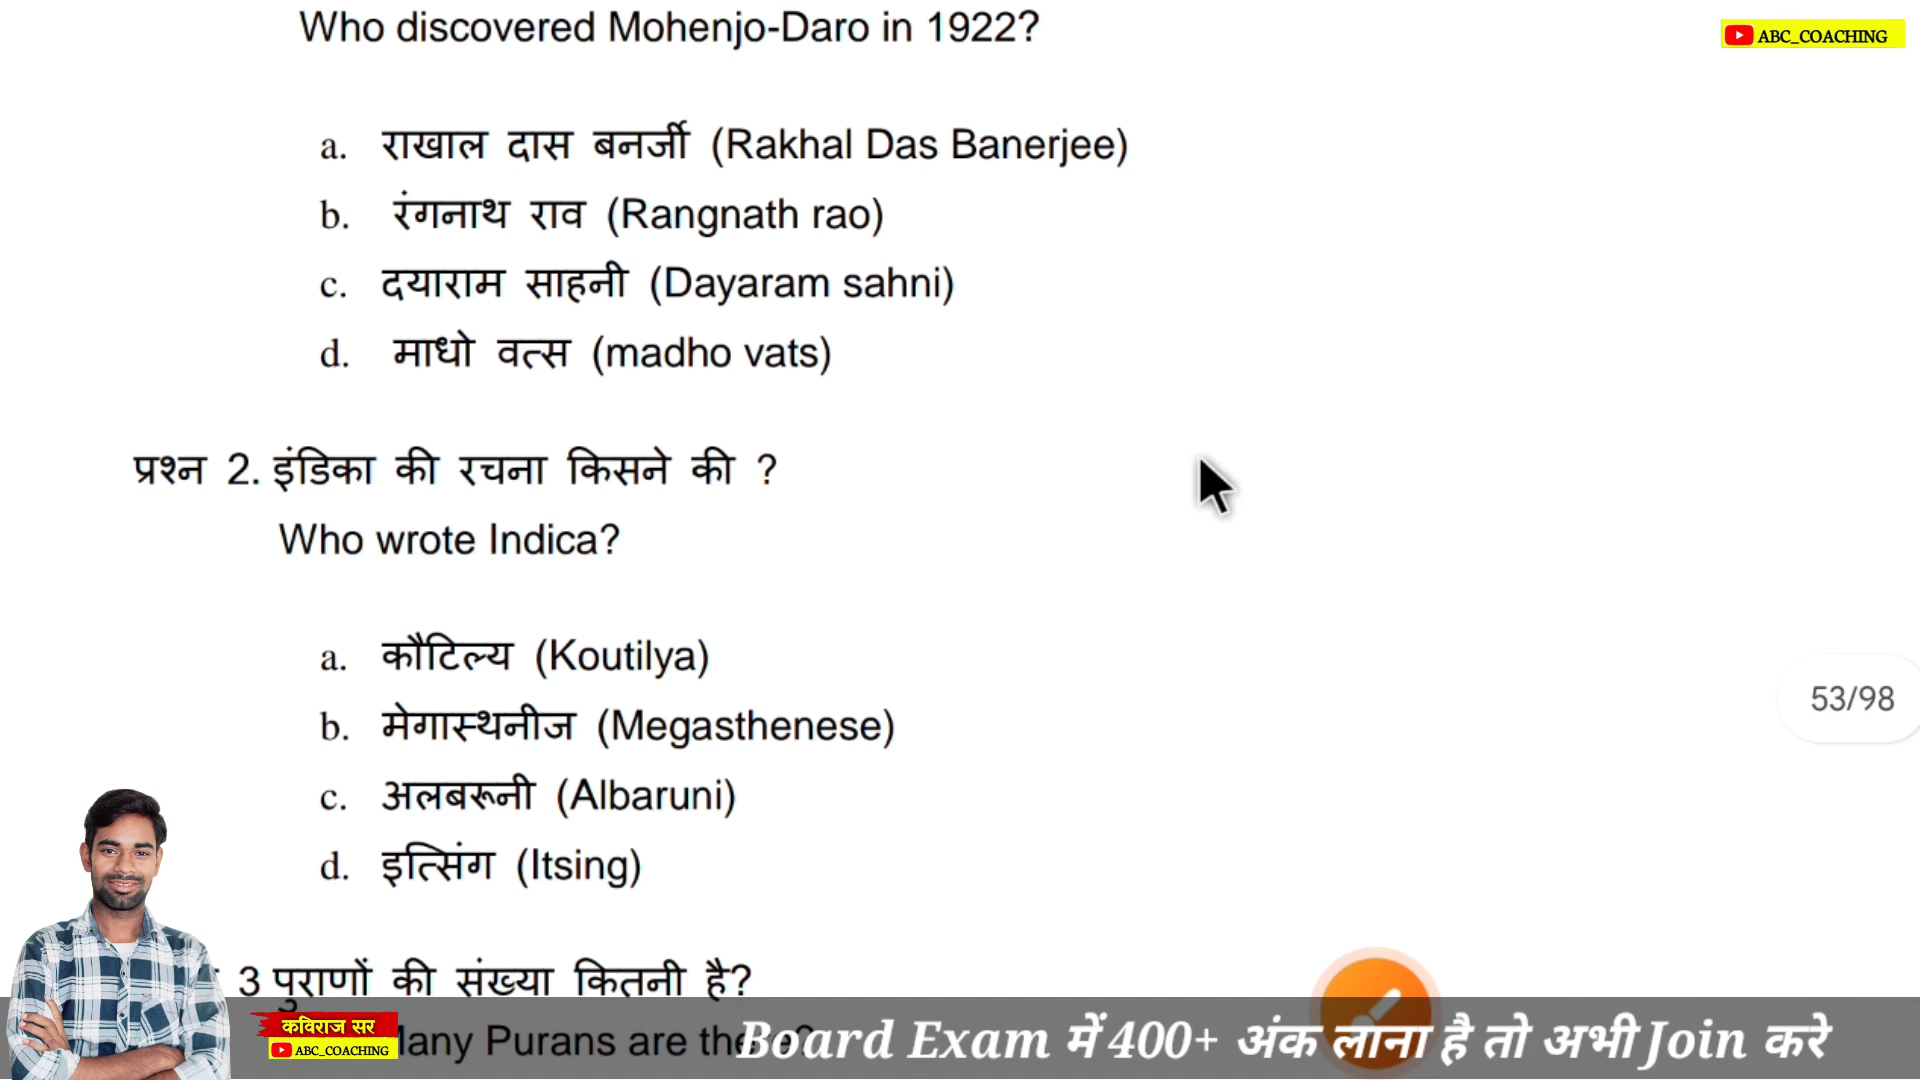 Who discovered Mohenjo-Daro in 1922?
ABC_COACHING
a. राखाल दास बनर्जी (Rakhal Das Banerjee)
b. रंगनाथ राव (Rangnath rao)
c. दयाराम साहनी (Dayaram sahni)
d. माधो वत्स (madho vats)
प्रश्न 2. इंडिका की रचना किसने की ?
Who wrote Indica?
a. कौटिल्य (Koutilya)
b. मेगास्थनीज (Megasthenese)
53/98
c. अलबरूनी (Albaruni)
d. इत्सिंग (Itsing)
3 पुराणों की संख्या कितनी है?
Purans are
कविराज सर
ABC_COACHING
Board Exam में 400+ अंक लाना है तो अभी Join करे